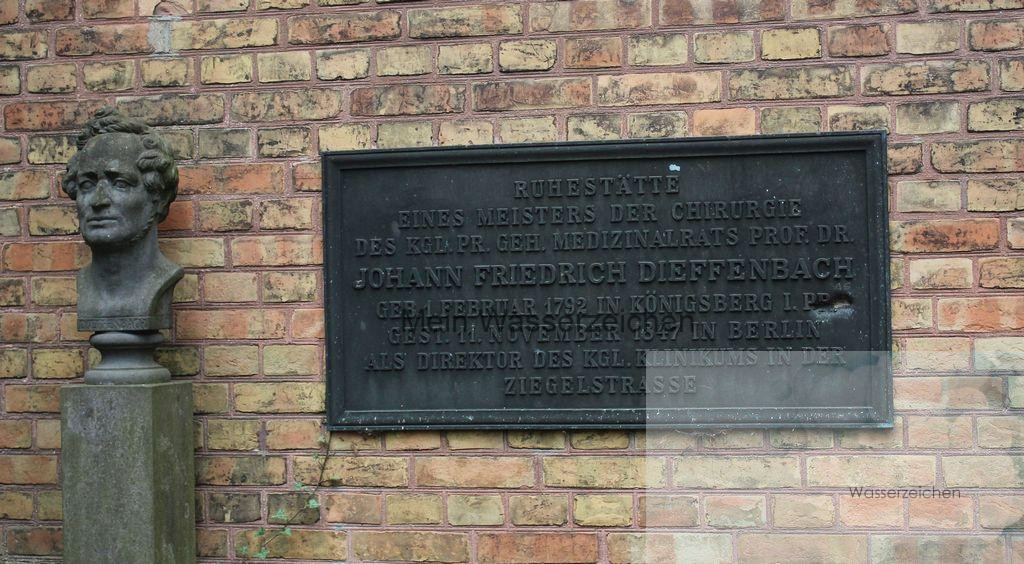 RUHESTÄTTE
EINES MEISTERS DER CHIRURGIE
DES KGL. PR. GEH. MEDIZINALRATS PROF. DR.
JOHANN FRIEDRICH DIEFFENBACH
GEB. 1. FEBRUAR 1792 IN KÖNIGSBERG I. PR.
Mein Wasserzeichen
GEST. 11. NOVEMBER 1847 IN BERLIN
ALS DIREKTOR DES KGL. KLINIKUMS IN DER
ZIEGELSTRASSE
Wasserzeichen